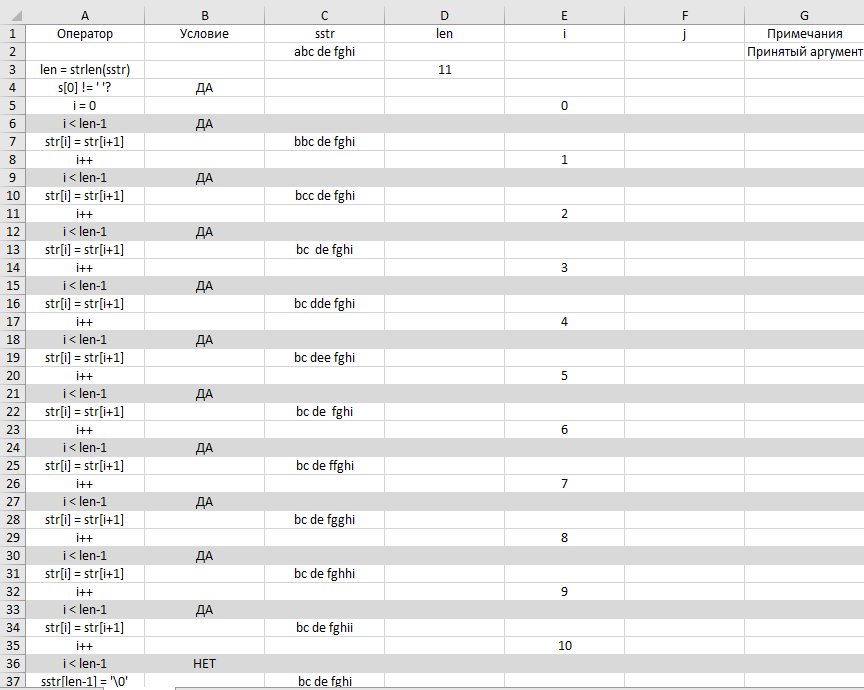 A B C D E F G
1 Оператор Условие sstr len i j Примечания
2 abc de fghi Принятый аргумент
3 len = strlen(sstr) 11
4 s[0] != ' '? ДА
5 i = 0 0
6 i < len-1 ДА
7 str[i] = str[i+1] bbc de fghi
8 i++ 1
9 i < len-1 ДА
10 str[i] = str[i+1] bcc de fghi
11 i++ 2
12 i < len-1 ДА
13 str[i] = str[i+1] bc  de fghi
14 i++ 3
15 i < len-1 ДА
16 str[i] = str[i+1] bc dde fghi
17 i++ 4
18 i < len-1 ДА
19 str[i] = str[i+1] bc dee fghi
20 i++ 5
21 i < len-1 ДА
22 str[i] = str[i+1] bc de  fghi
23 i++ 6
24 i < len-1 ДА
25 str[i] = str[i+1] bc de ffghi
26 i++ 7
27 i < len-1 ДА
28 str[i] = str[i+1] bc de fgghi
29 i++ 8
30 i < len-1 ДА
31 str[i] = str[i+1] bc de fghhi
32 i++ 9
33 i < len-1 ДА
34 str[i] = str[i+1] bc de fghii
35 i++ 10
36 i < len-1 НЕТ
37 sstr[len-1] = '\0' bc de fghi